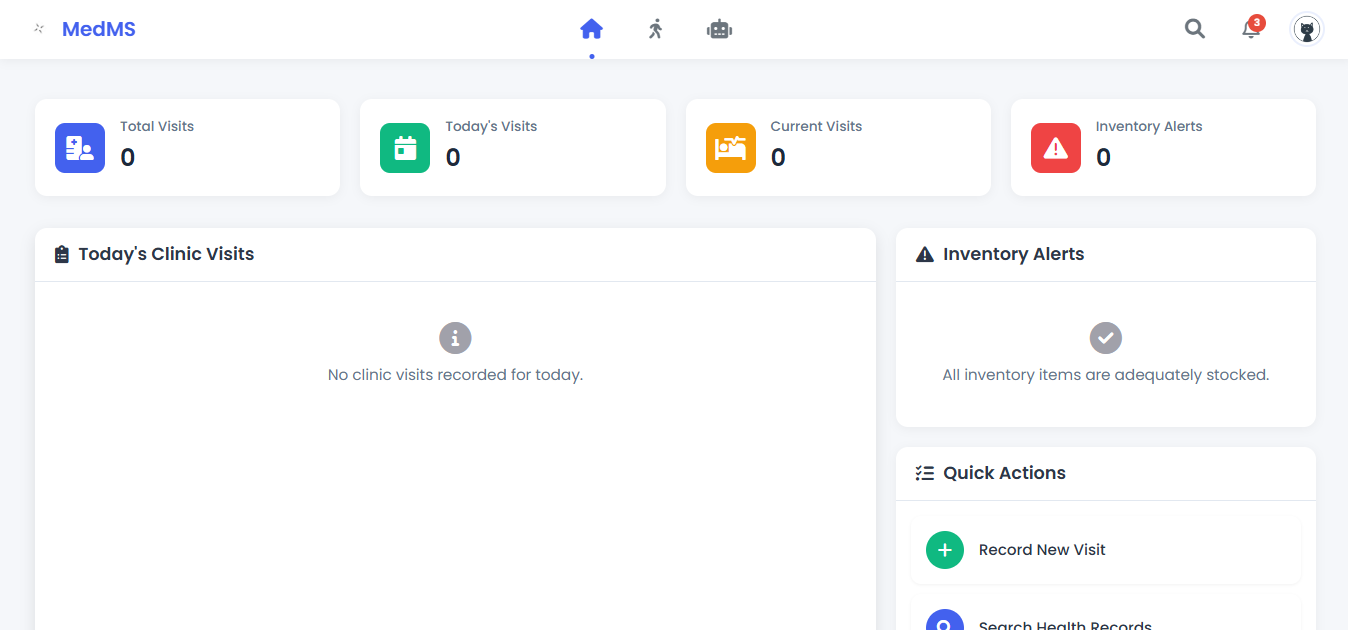 MedMS
3
Total Visits
0
Today's Visits
0
Current Visits
0
Inventory Alerts
0
Today's Clinic Visits
No clinic visits recorded for today.
Inventory Alerts
All inventory items are adequately stocked.
Quick Actions
Record New Visit
Search Health Records